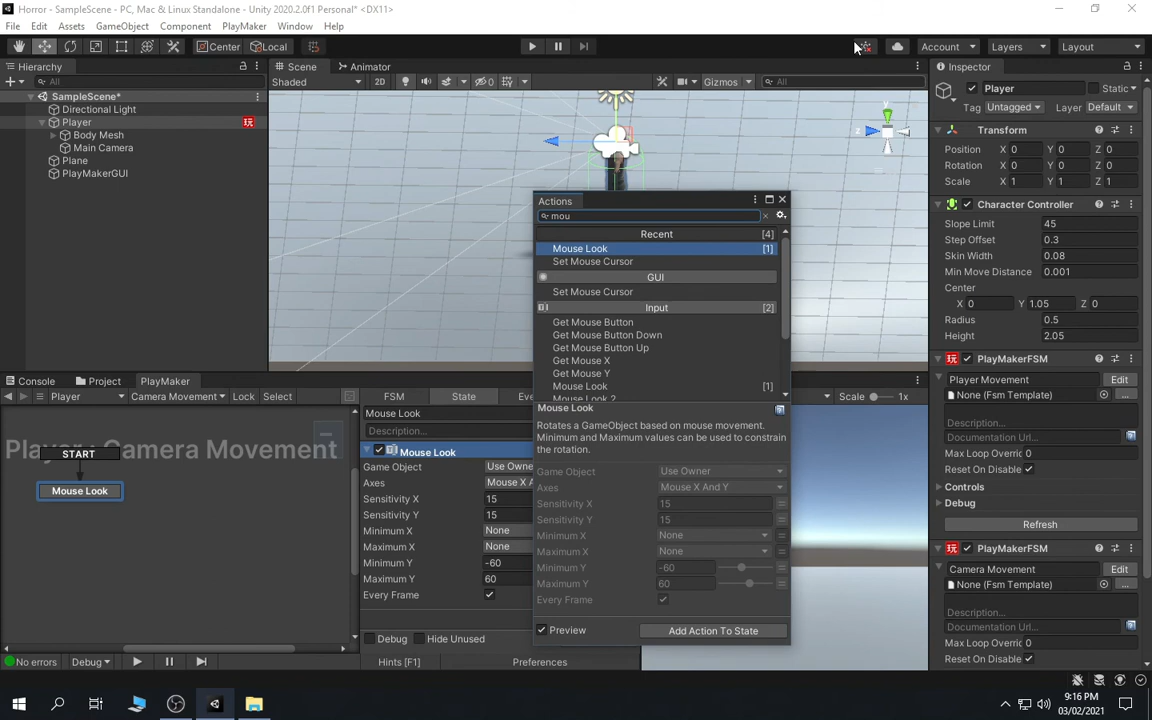 Horror - SampleScene - PC, Mac & Linux Standalone - Unity 2020.2.0f1 Personal* <DX11>
File Edit Assets GameObject Component PlayMaker Window Help
Center Local Account Layers Layout
Hierarchy
All
SampleScene*
Directional Light
Player
Body Mesh
Main Camera
Plane
PlayMakerGUI
Scene Animator
Shaded 2D 0 Gizmos All
y
z
Actions
mou
Recent [4]
Mouse Look [1]
Set Mouse Cursor
GUI
Set Mouse Cursor
Input [2]
Get Mouse Button
Get Mouse Button Down
Get Mouse Button Up
Get Mouse X
Get Mouse Y
Mouse Look [1]
Mouse Look 2
Mouse Look
Rotates a GameObject based on mouse movement.
Minimum and Maximum values can be used to constrain
the rotation.
Game Object Use Owner
Axes Mouse X And Y
Sensitivity X 15
Sensitivity Y 15
Minimum X None
Maximum X None
Minimum Y -60
Maximum Y 60
Every Frame
Preview Add Action To State
Console Project PlayMaker
Player Camera Movement Lock Select
Player : Camera Movement
START
Mouse Look
No errors Debug
FSM State Eve
Mouse Look
Description...
Mouse Look
Game Object Use Owne
Axes Mouse X A
Sensitivity X 15
Sensitivity Y 15
Minimum X None
Maximum X None
Minimum Y -60
Maximum Y 60
Every Frame
Debug Hide Unused
Hints [F1] Preferences
Scale 1x
Inspector
Player Static
Tag Untagged Layer Default
Transform
Position X 0 Y 0 Z 0
Rotation X 0 Y 0 Z 0
Scale X 1 Y 1 Z 1
Character Controller
Slope Limit 45
Step Offset 0.3
Skin Width 0.08
Min Move Distance 0.001
Center
X 0 Y 1.05 Z 0
Radius 0.5
Height 2.05
PlayMakerFSM
Player Movement Edit
None (Fsm Template) ...
Description...
Documentation Url...
Max Loop Overric 0
Reset On Disable
Controls
Debug
Refresh
PlayMakerFSM
Camera Movement Edit
None (Fsm Template) ...
Description...
Documentation Url...
Max Loop Overric 0
Reset On Disable
9:16 PM
03/02/2021